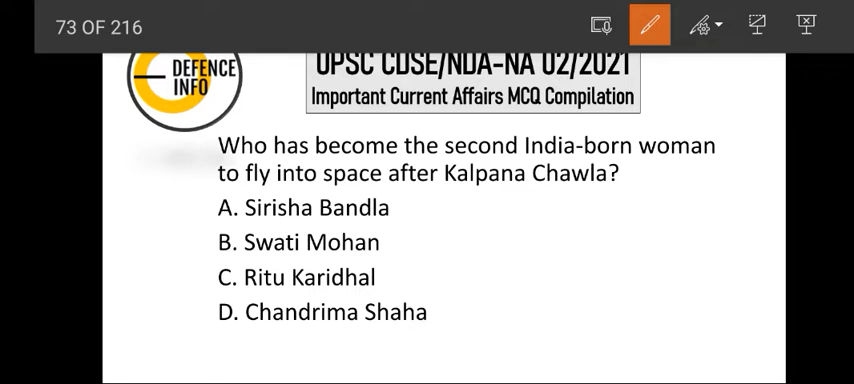 73 OF 216
DEFENCE
INFO
UPSC CDSE/NDA-NA 02/2021
Important Current Affairs MCQ Compilation
Who has become the second India-born woman
to fly into space after Kalpana Chawla?
A. Sirisha Bandla
B. Swati Mohan
C. Ritu Karidhal
D. Chandrima Shaha